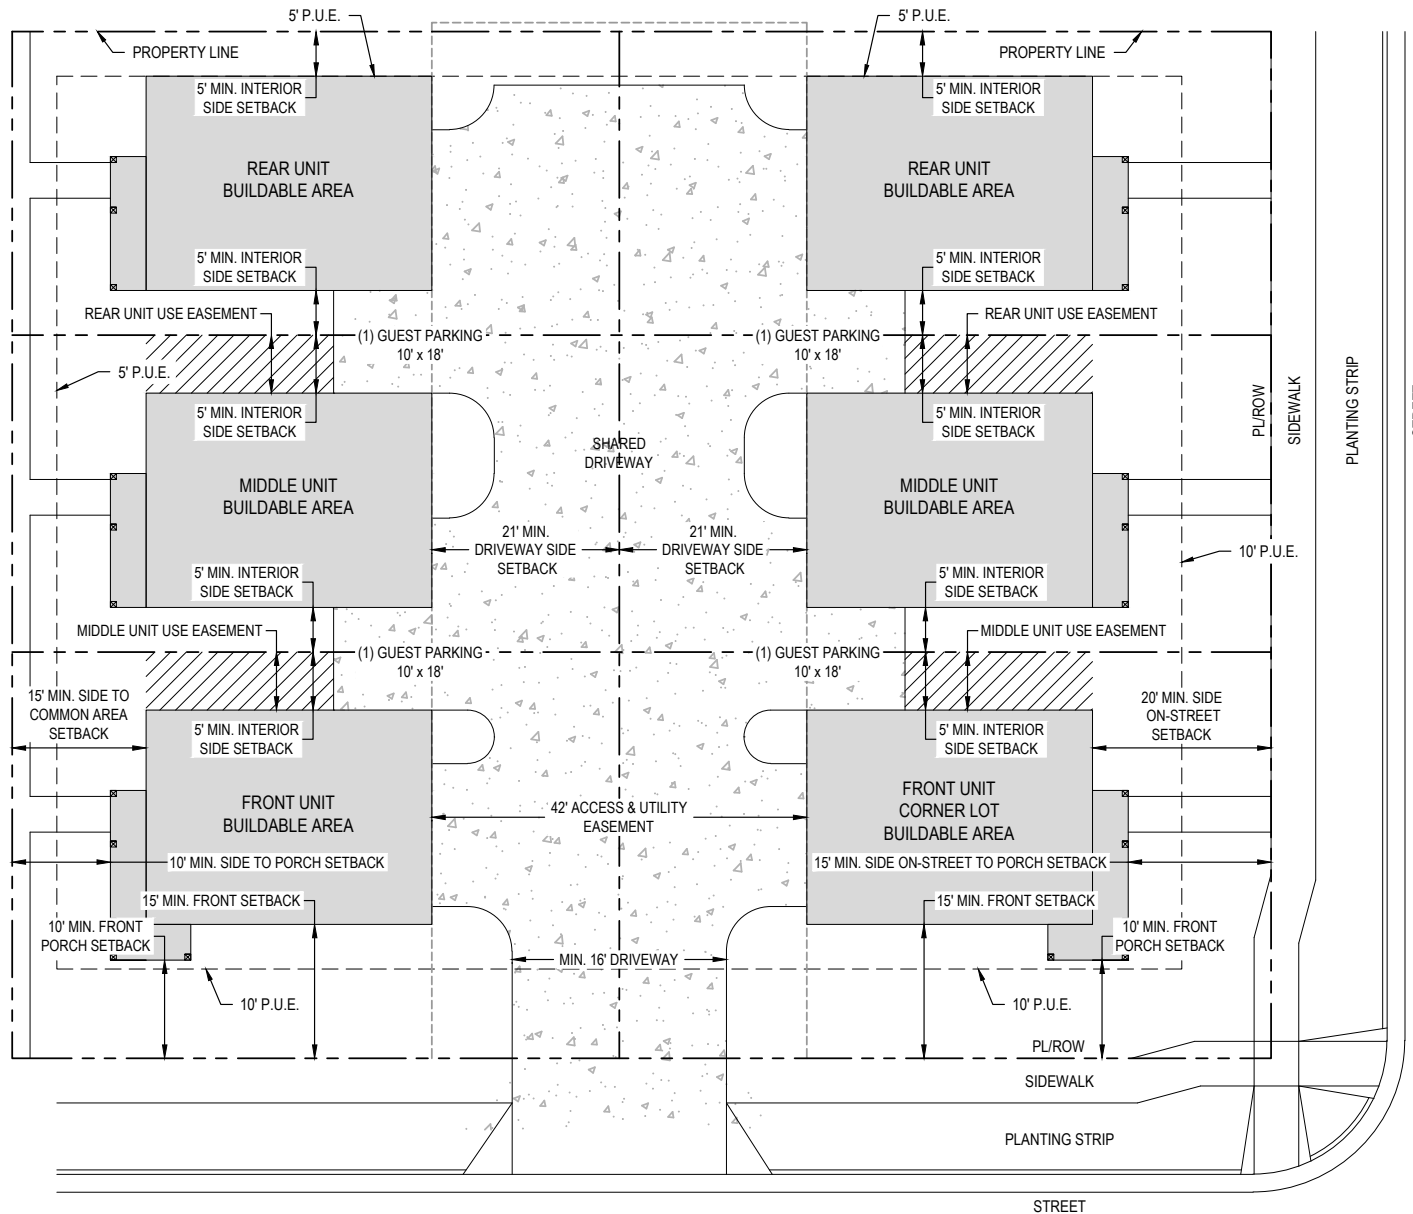 5' P.U.E.
5' P.U.E.
PROPERTY LINE
PROPERTY LINE
5' MIN. INTERIOR
SIDE SETBACK
5' MIN. INTERIOR
SIDE SETBACK
REAR UNIT
BUILDABLE AREA
REAR UNIT
BUILDABLE AREA
5' MIN. INTERIOR
SIDE SETBACK
5' MIN. INTERIOR
SIDE SETBACK
REAR UNIT USE EASEMENT
REAR UNIT USE EASEMENT
(1) GUEST PARKING
10' x 18'
(1) GUEST PARKING
10' x 18'
5' P.U.E.
5' MIN. INTERIOR
SIDE SETBACK
5' MIN. INTERIOR
SIDE SETBACK
SHARED
DRIVEWAY
PL/ROW
SIDEWALK
PLANTING STRIP
MIDDLE UNIT
BUILDABLE AREA
MIDDLE UNIT
BUILDABLE AREA
21' MIN.
DRIVEWAY SIDE
SETBACK
21' MIN.
DRIVEWAY SIDE
SETBACK
10' P.U.E.
5' MIN. INTERIOR
SIDE SETBACK
5' MIN. INTERIOR
SIDE SETBACK
MIDDLE UNIT USE EASEMENT
MIDDLE UNIT USE EASEMENT
(1) GUEST PARKING
10' x 18'
(1) GUEST PARKING
10' x 18'
15' MIN. SIDE TO
COMMON AREA
SETBACK
20' MIN. SIDE
ON-STREET
SETBACK
5' MIN. INTERIOR
SIDE SETBACK
5' MIN. INTERIOR
SIDE SETBACK
FRONT UNIT
BUILDABLE AREA
FRONT UNIT
CORNER LOT
BUILDABLE AREA
42' ACCESS & UTILITY
EASEMENT
10' MIN. SIDE TO PORCH SETBACK
15' MIN. SIDE ON-STREET TO PORCH SETBACK
15' MIN. FRONT SETBACK
15' MIN. FRONT SETBACK
10' MIN. FRONT
PORCH SETBACK
10' MIN. FRONT
PORCH SETBACK
MIN. 16' DRIVEWAY
10' P.U.E.
10' P.U.E.
PL/ROW
SIDEWALK
PLANTING STRIP
STREET